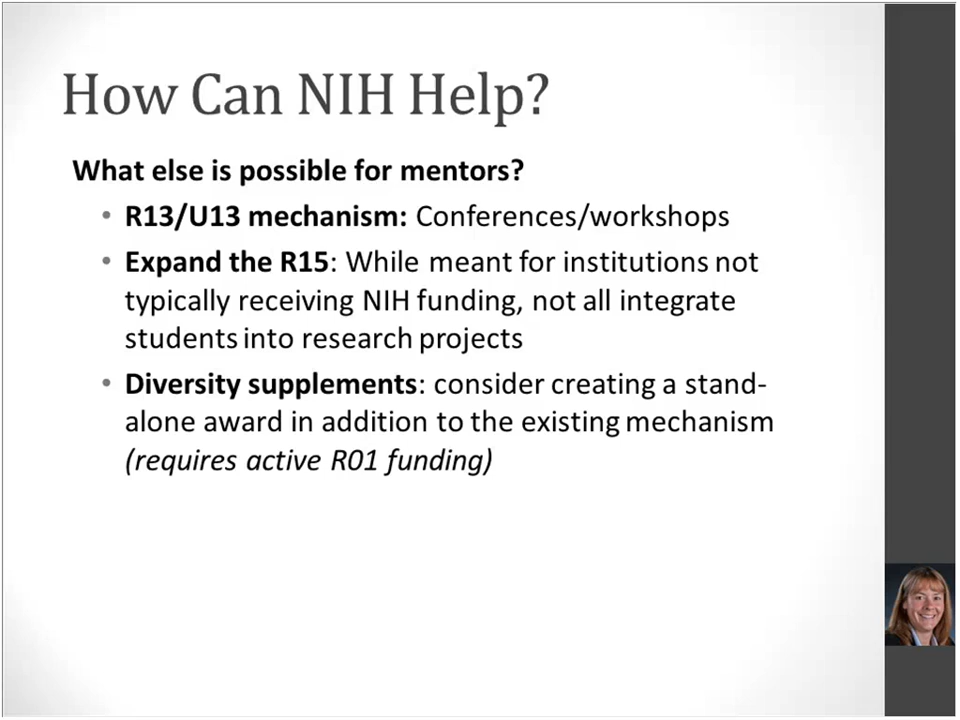 How Can NIH Help?
What else is possible for mentors?
• R13/U13 mechanism: Conferences/workshops
• Expand the R15: While meant for institutions not
typically receiving NIH funding, not all integrate
students into research projects
• Diversity supplements: consider creating a stand-
alone award in addition to the existing mechanism
(requires active R01 funding)